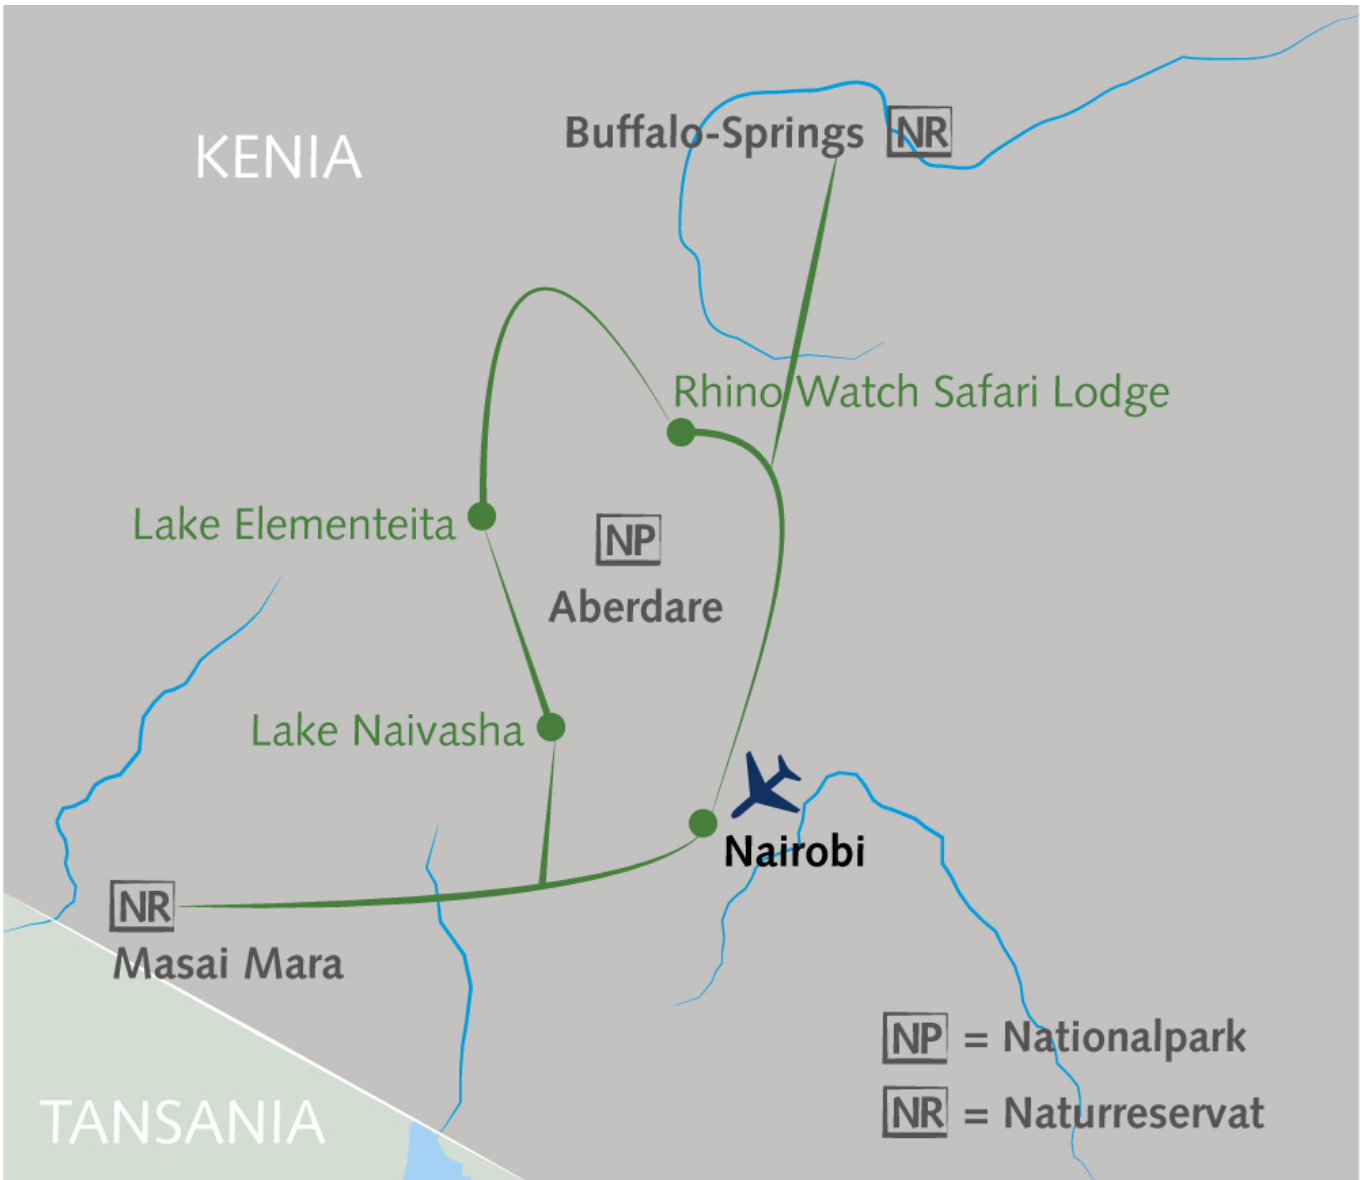 Buffalo-Springs NR
KENIA
Rhino Watch Safari Lodge
Lake Elementeita
NP
Aberdare
Lake Naivasha
Nairobi
NR
Masai Mara
NP = Nationalpark
NR = Naturreservat
TANSANIA